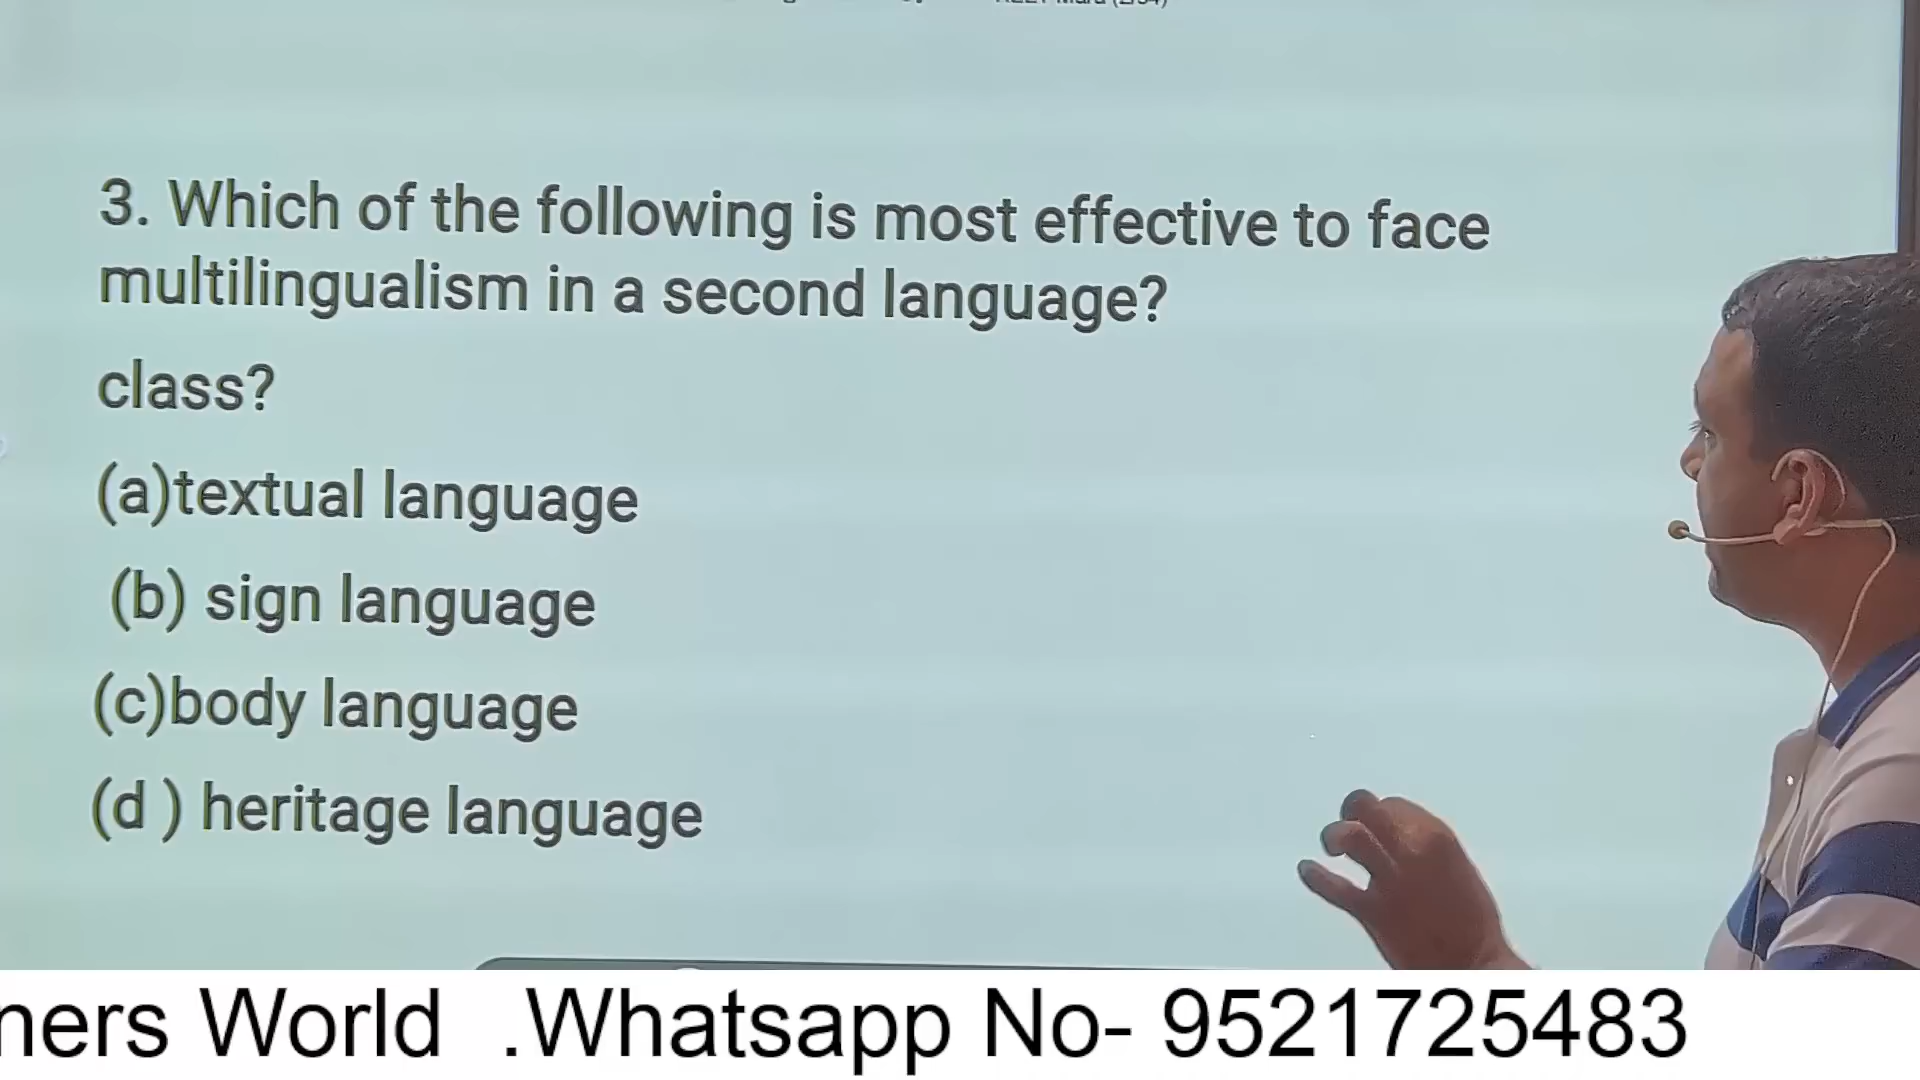 3. Which of the following is most effective to face
multilingualism in a second language?
class?
(a)textual language
(b) sign language
(c)body language
(d ) heritage language
ners World .Whatsapp No- 9521725483